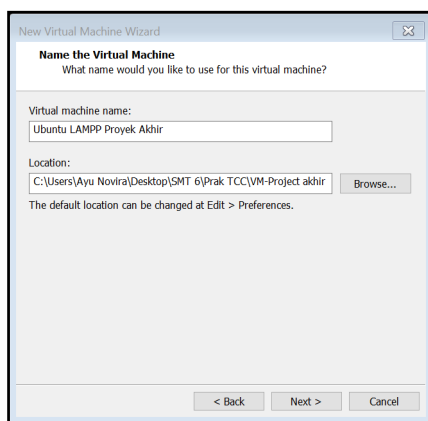 New Virtual Machine Wizard
Name the Virtual Machine
What name would you like to use for this virtual machine?
Virtual machine name:
Ubuntu LAMPP Proyek Akhir
Location:
C:\Users\Ayu Novira\Desktop\SMT 6\Prak TCC\VM-Project akhir
Browse...
The default location can be changed at Edit > Preferences.
< Back
Next >
Cancel